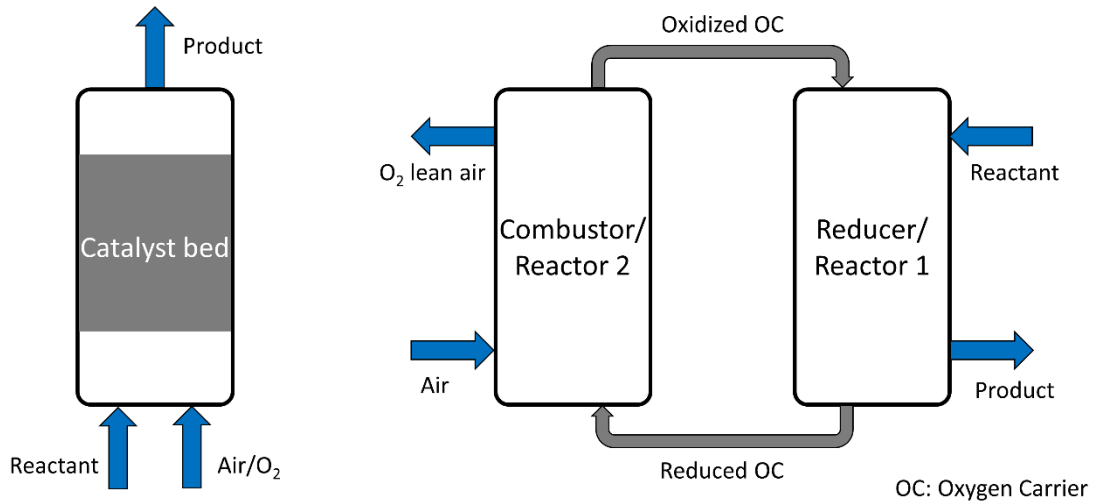 Product
Catalyst bed
Reactant
Air/O₂
Oxidized OC
O₂ lean air
Combustor/
Reactor 2
Air
Reducer/
Reactor 1
Reactant
Product
Reduced OC
OC: Oxygen Carrier